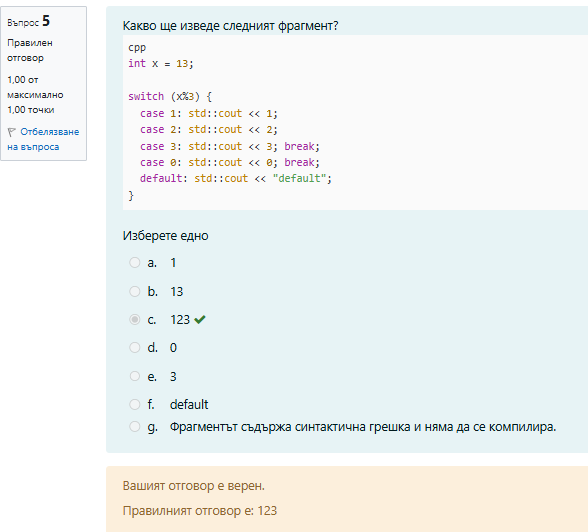 Въпрос 5
Правилен
отговор
1,00 от
максимално
1,00 точки
Отбелязване
на въпроса
Какво ще изведе следният фрагмент?
cpp
int x = 13;
switch (x%3) {
case 1: std::cout << 1;
case 2: std::cout << 2;
case 3: std::cout << 3; break;
case 0: std::cout << 0; break;
default: std::cout << "default";
}
Изберете едно
a. 1
b. 13
c. 123
d. 0
e. 3
f. default
g. Фрагментът съдържа синтактична грешка и няма да се компилира.
Вашият отговор е верен.
Правилният отговор е: 123